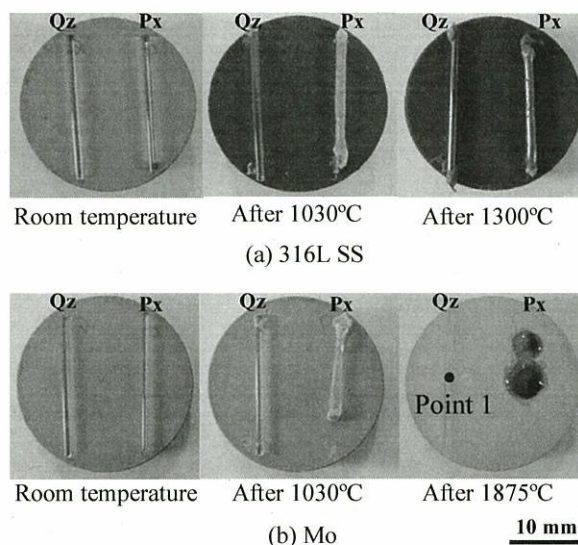 Qz Px Qz Px Qz Px
Room temperature After 1030ºC After 1300ºC
(a) 316L SS
Qz Px Qz Px Qz Px
Point 1
Room temperature After 1030ºC After 1875ºC
(b) Mo
10 mm